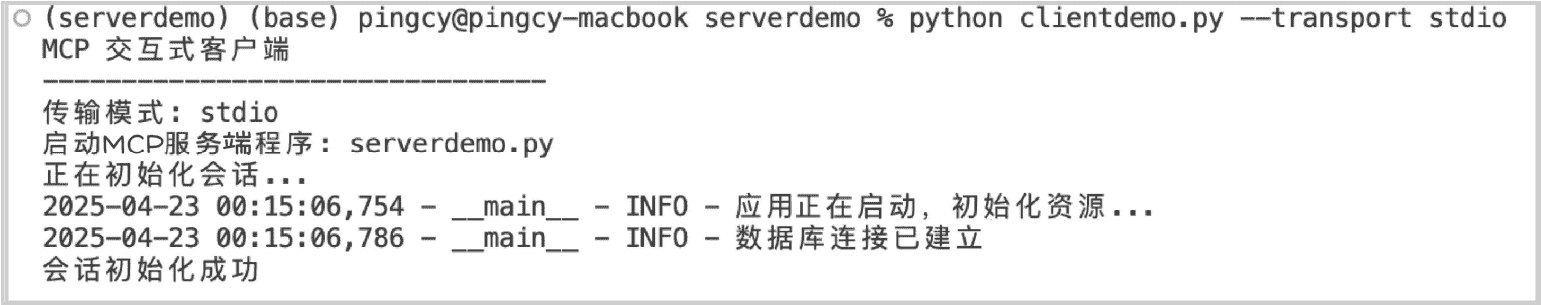 (serverdemo) (base) pingcy@pingcy-macbook serverdemo % python clientdemo.py --transport stdio
MCP 交互式客户端
--------------------------------
传输模式: stdio
启动MCP服务端程序: serverdemo.py
正在初始化会话...
2025-04-23 00:15:06,754 - __main__ - INFO - 应用正在启动, 初始化资源...
2025-04-23 00:15:06,786 - __main__ - INFO - 数据库连接已建立
会话初始化成功